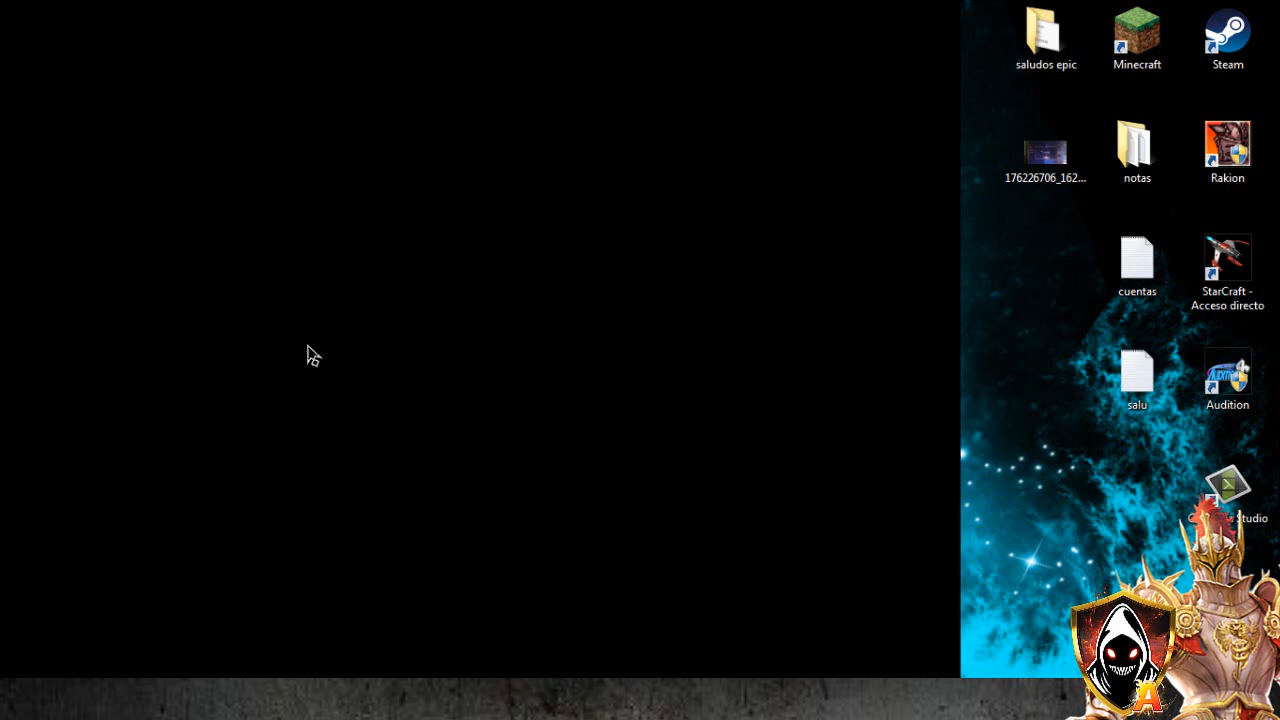 saludos epic
Minecraft
Steam
176226706_162...
notas
Rakion
cuentas
StarCraft -
Acceso directo
salu
Audition
Studio
A